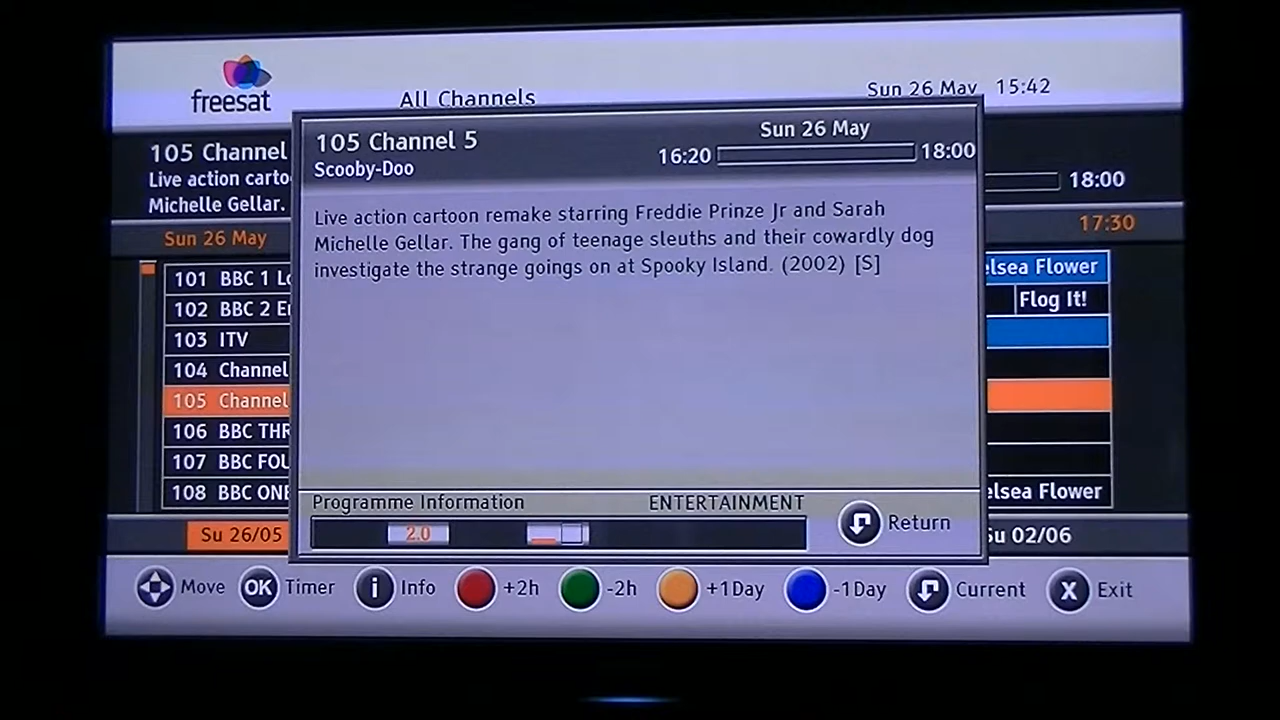 freesat
All Channels
Sun 26 May 15:42
105 Channel
Live action carto
Michelle Gellar.
18:00
105 Channel 5
Scooby-Doo
Sun 26 May
16:20 18:00
Live action cartoon remake starring Freddie Prinze Jr and Sarah
Michelle Gellar. The gang of teenage sleuths and their cowardly dog
investigate the strange goings on at Spooky Island. (2002) [S]
Sun 26 May
17:30
101 BBC 1 Lo
elsea Flower
102 BBC 2 En
Flog It!
103 ITV
104 Channel
105 Channel
106 BBC THR
107 BBC FOU
108 BBC ONE
elsea Flower
Programme Information ENTERTAINMENT
2.0
Return
Su 26/05
Su 02/06
Move OK Timer i Info +2h -2h +1Day -1Day Current X Exit